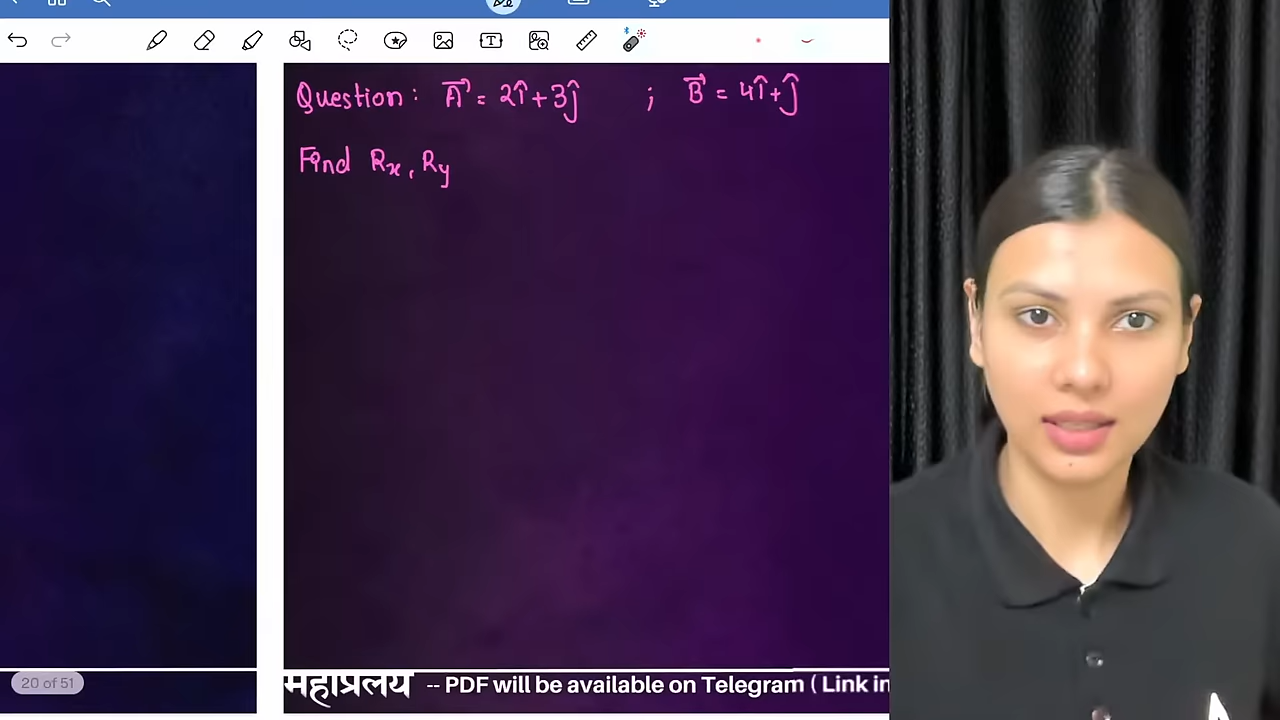 Question: A⃗ = 2î + 3ĵ ; B⃗ = 4î + ĵ
Find Rx, Ry
20 of 51
महाप्रलय -- PDF will be available on Telegram ( Link in